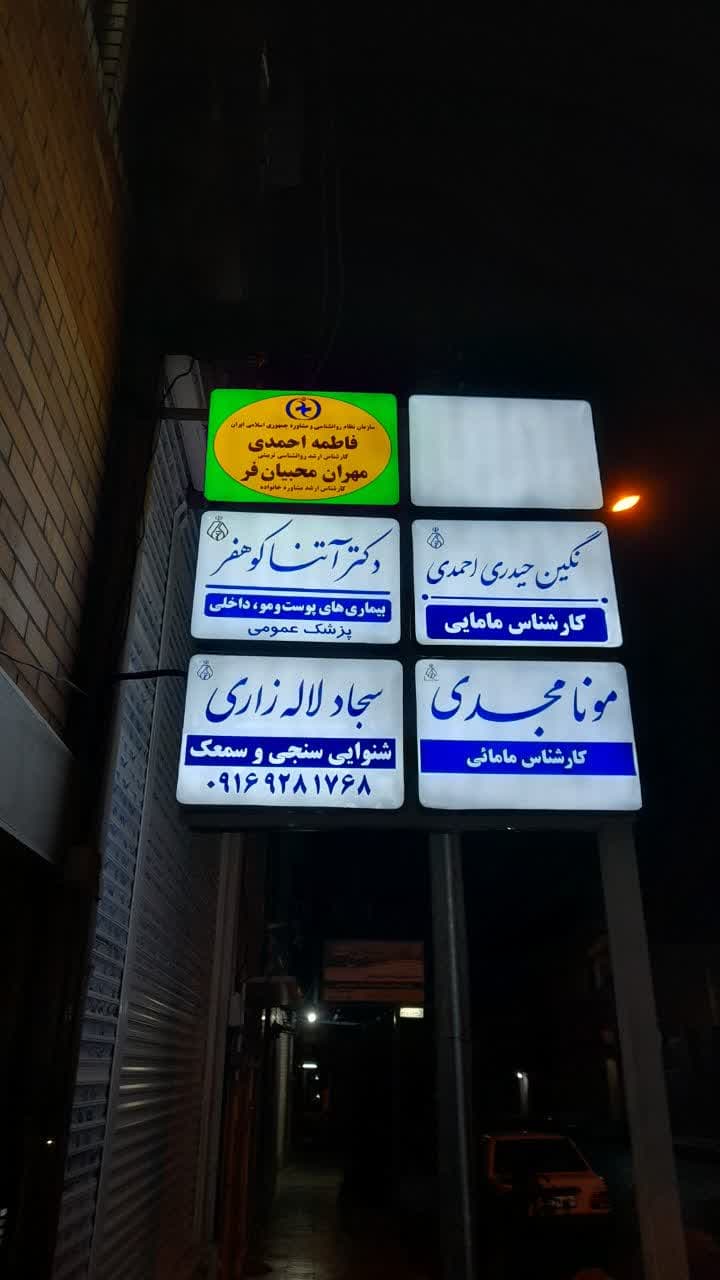 سازمان نظام روانشناسی و مشاوره جمهوری اسلامی ایران
فاطمه احمدی
کارشناس ارشد روانشناسی تربیتی
مهران محبیان فر
کارشناس ارشد مشاوره خانواده
نگین حیدری احمدی
کارشناس مامایی
دکتر آتنا کوهنفر
بیماری های پوست و مو، داخلی
پزشک عمومی
مونا مجدی
کارشناس مامائی
سجاد لاله زاری
شنوایی سنجی و سمعک
۰۹۱۶۹۲۸۱۷۶۸